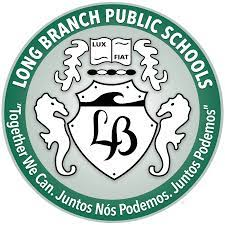 LONG BRANCH PUBLIC SCHOOLS
LUX FIAT
LB
"Together We Can. Juntos Nós Podemos. Juntos Podemos"